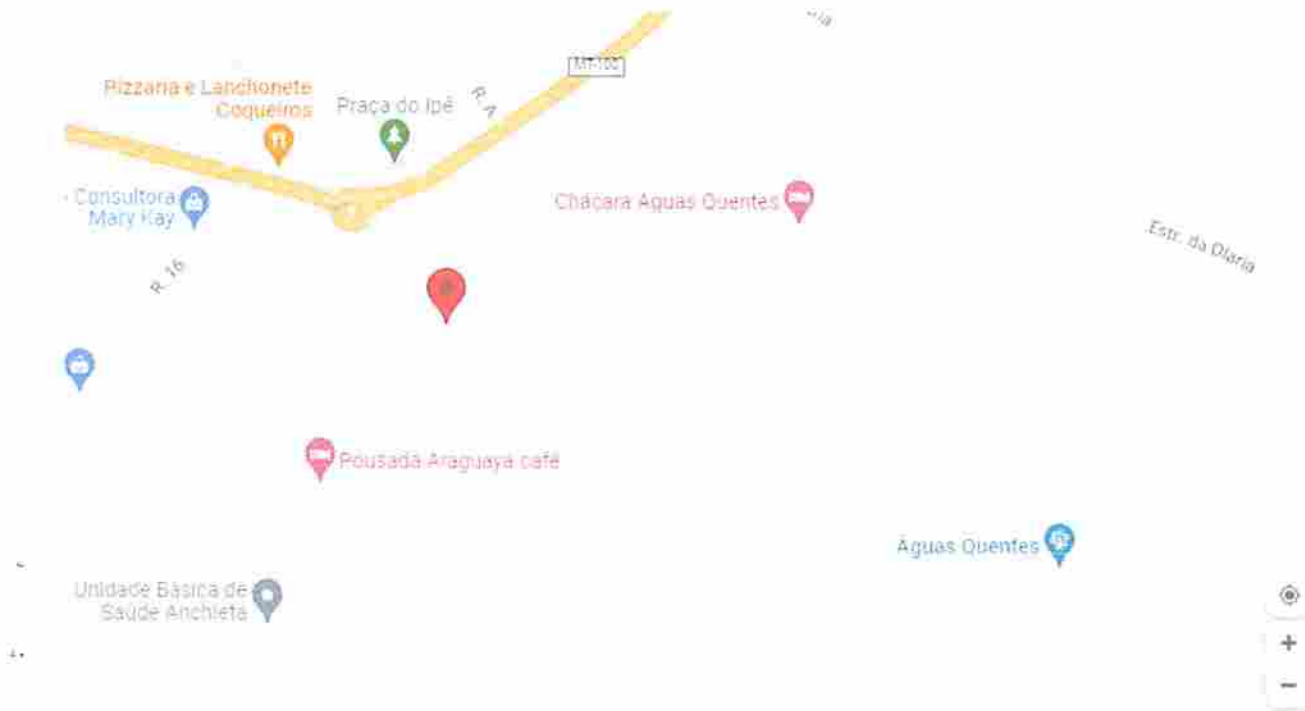 MT-100
Pizzaria e Lanchonete
Coqueiros
Praça do Ipê
R. A
- Consultora
Mary Kay
Chácara Aguas Quentes
Estr. da Olaria
R. 16
Pousada Araguaya café
Águas Quentes
Unidade Básica de
Saúde Anchieta